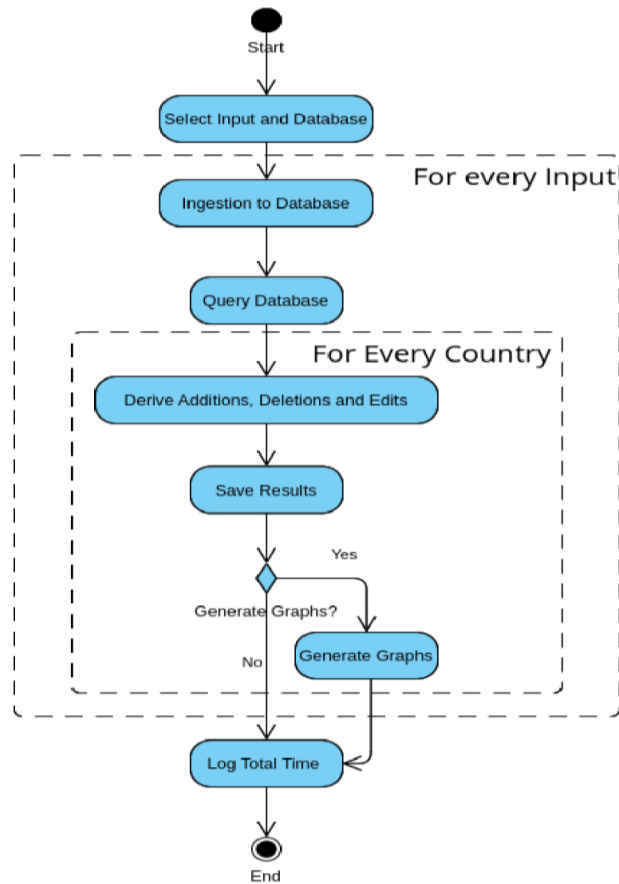 Start
Select Input and Database
For every Input
Ingestion to Database
Query Database
For Every Country
Derive Additions, Deletions and Edits
Save Results
Yes
Generate Graphs?
Generate Graphs
No
Log Total Time
End